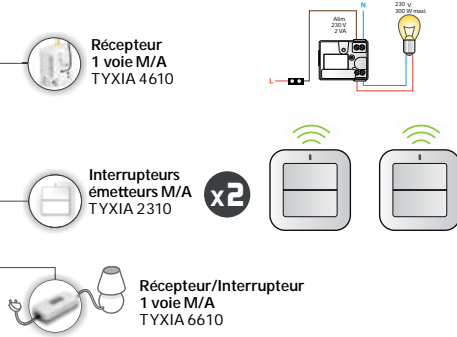 Récepteur
1 voie M/A
TYXIA 4610
Alim.
230 V
2 VA
N
L
230 V
300 W maxi.
Interrupteurs
émetteurs M/A
TYXIA 2310
x2
Récepteur/Interrupteur
1 voie M/A
TYXIA 6610